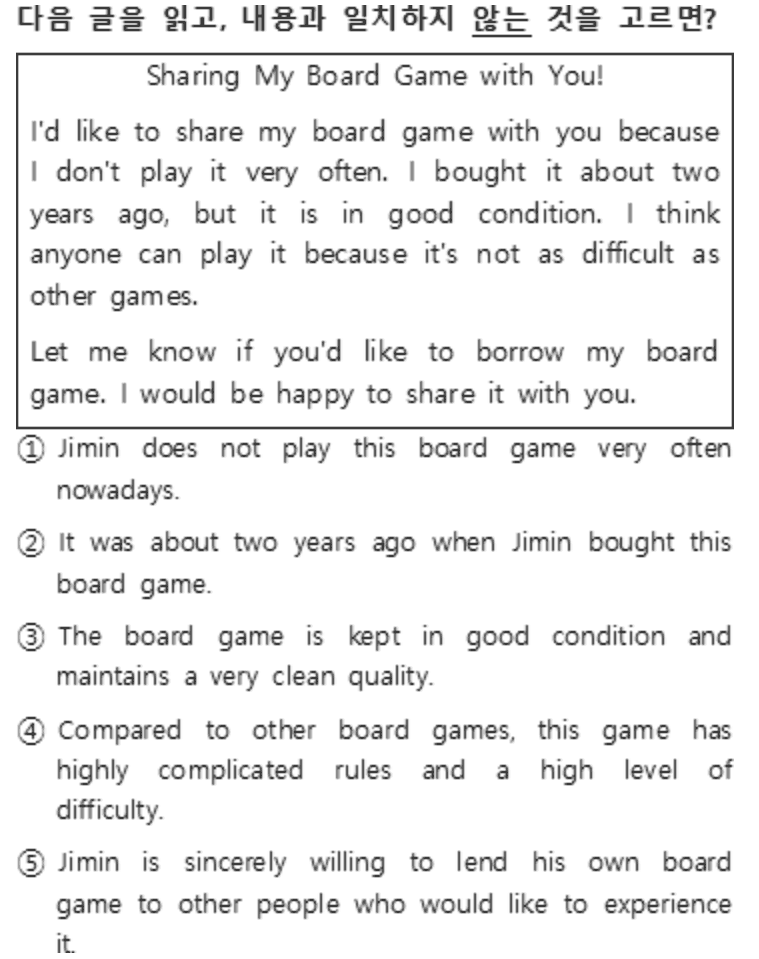 다음 글을 읽고, 내용과 일치하지 않는 것을 고르면?
Sharing My Board Game with You!
I'd like to share my board game with you because
I don't play it very often. I bought it about two
years ago, but it is in good condition. I think
anyone can play it because it's not as difficult as
other games.
Let me know if you'd like to borrow my board
game. I would be happy to share it with you.
① Jimin does not play this board game very often
nowadays.
② It was about two years ago when Jimin bought this
board game.
③ The board game is kept in good condition and
maintains a very clean quality.
④ Compared to other board games, this game has
highly complicated rules and a high level of
difficulty.
⑤ Jimin is sincerely willing to lend his own board
game to other people who would like to experience
it.